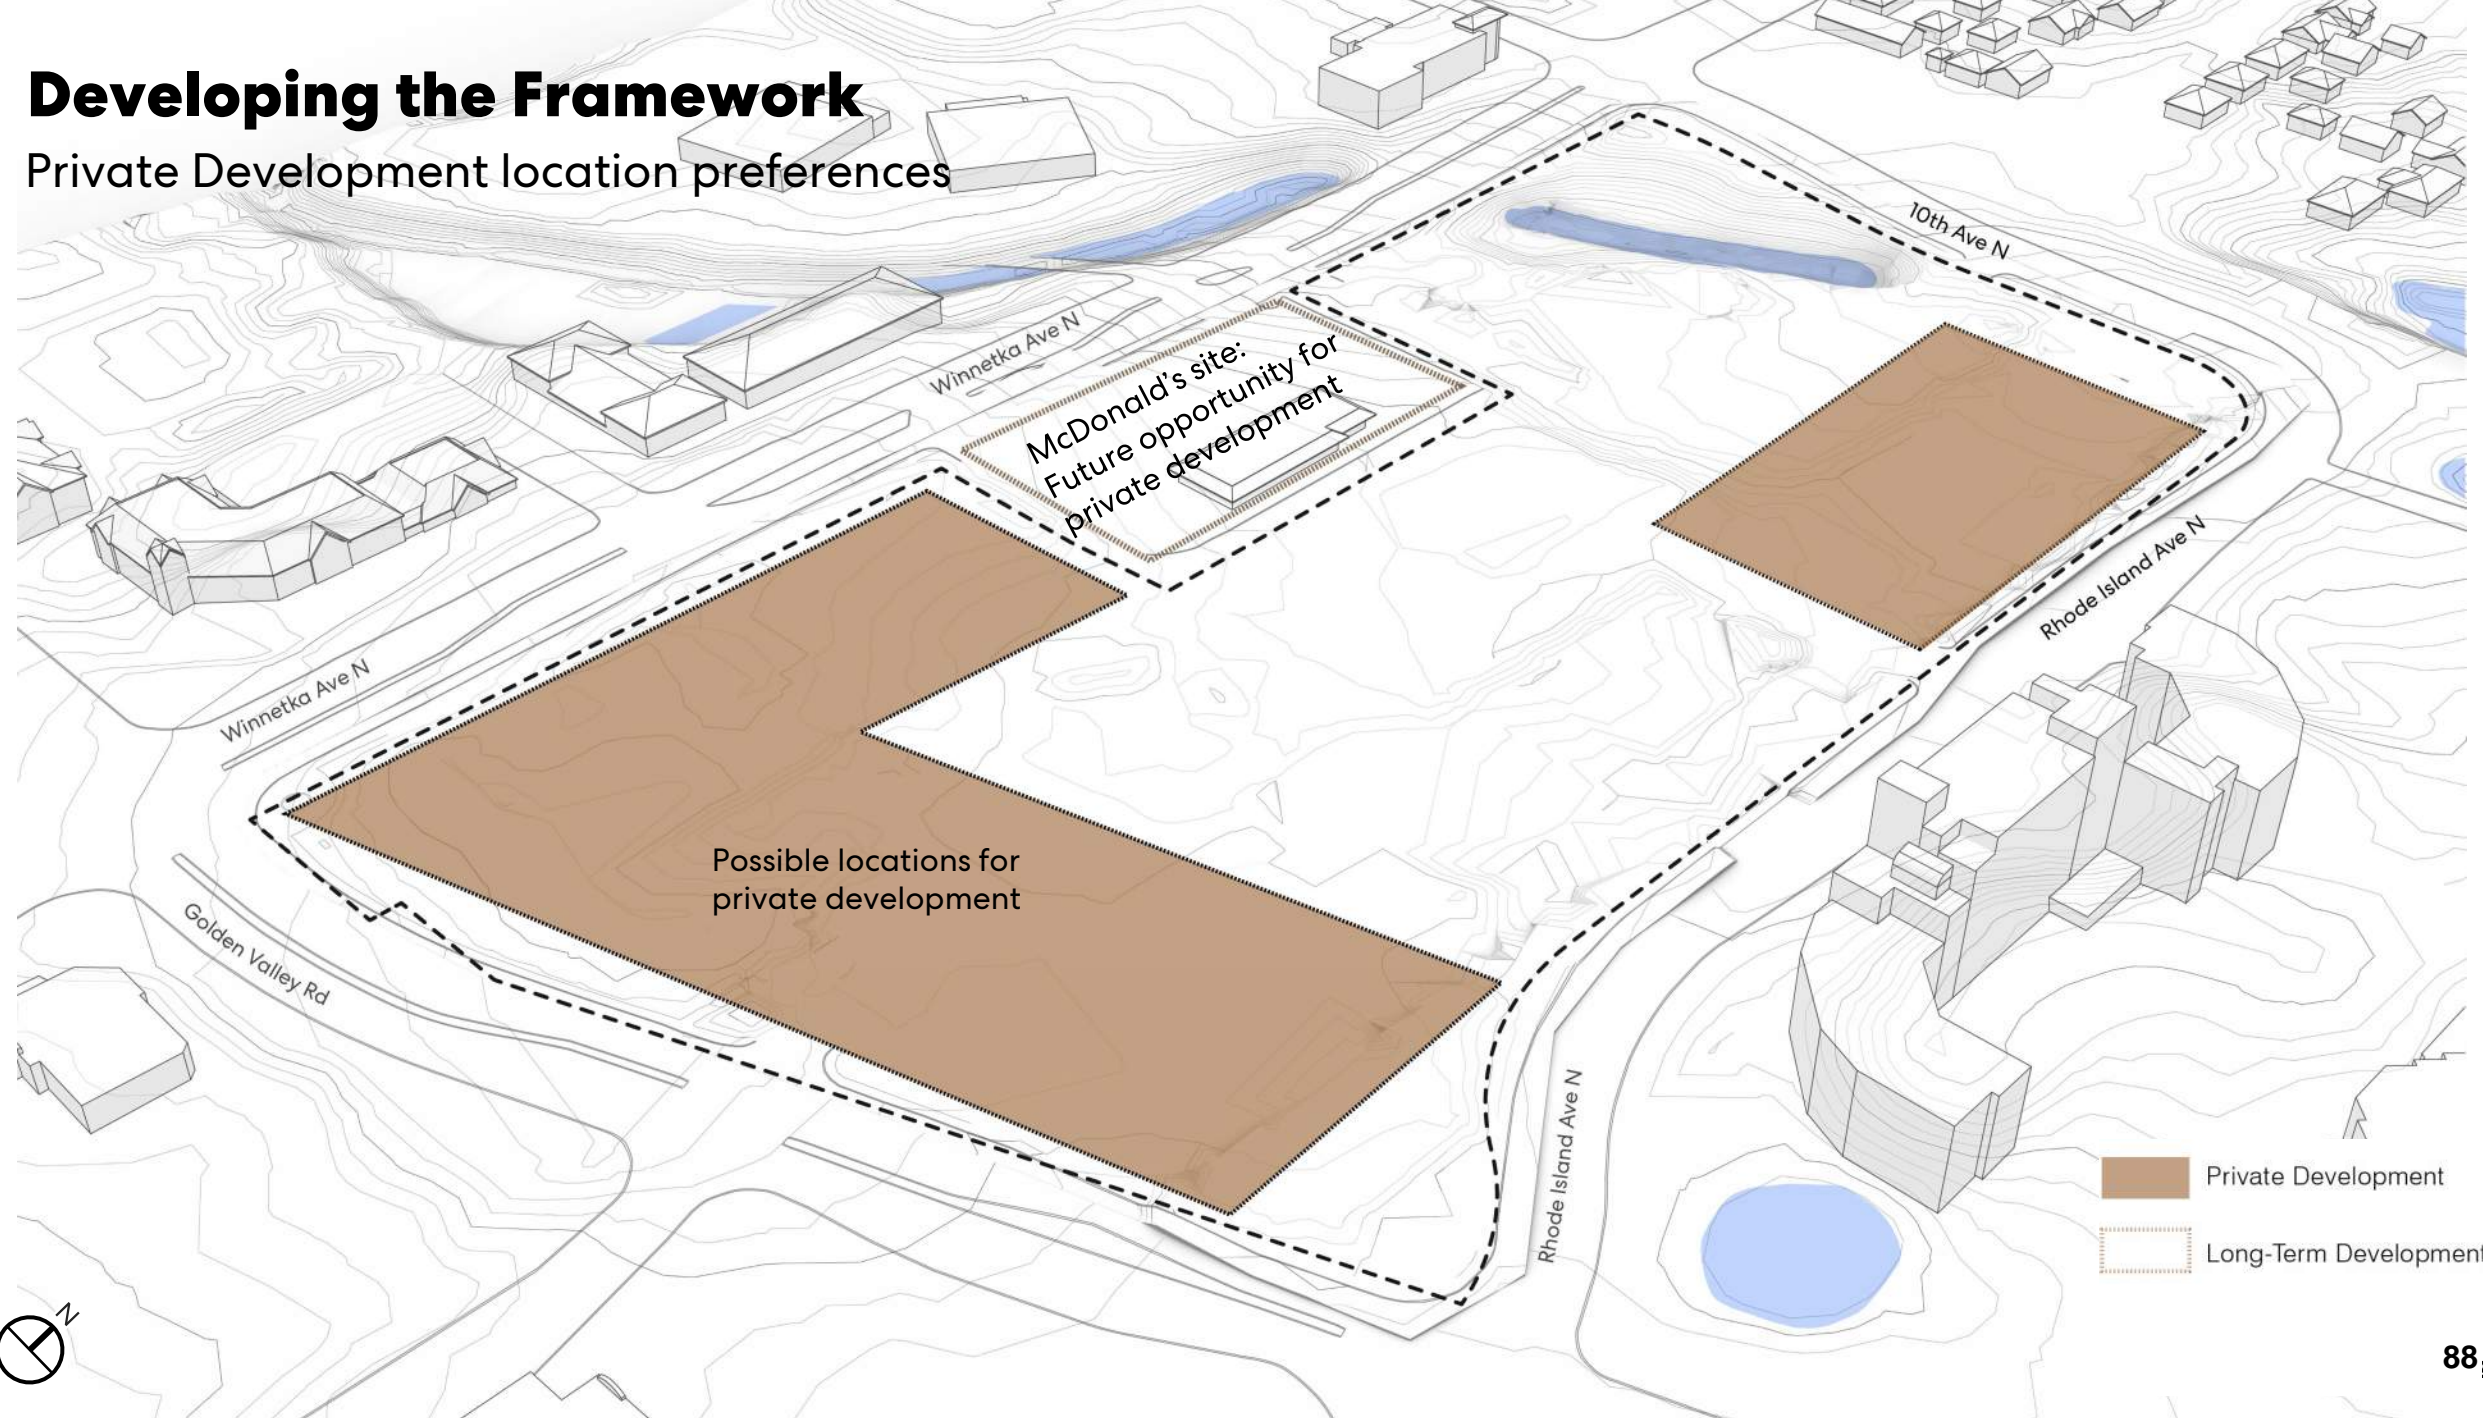 Developing the Framework
Private Development location preferences
10th Ave N
Winnetka Ave N
McDonald's site:
Future opportunity for
private development
Rhode Island Ave N
Winnetka Ave N
Possible locations for
private development
Golden Valley Rd
Rhode Island Ave N
Private Development
Long-Term Development
N
88